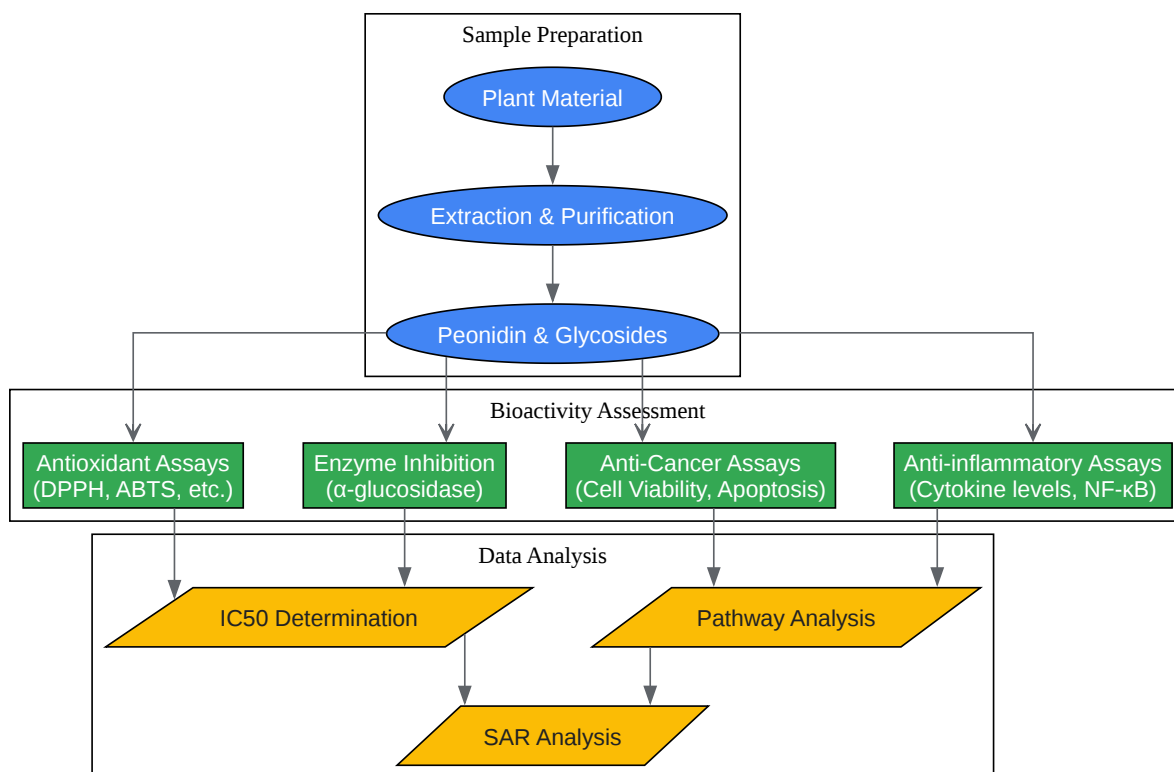 Sample Preparation
Plant Material
Extraction & Purification
Peonidin & Glycosides
Bioactivity Assessment
Antioxidant Assays
(DPPH, ABTS, etc.)
Enzyme Inhibition
(α-glucosidase)
Anti-Cancer Assays
(Cell Viability, Apoptosis)
Anti-inflammatory Assays
(Cytokine levels, NF-κB)
Data Analysis
IC50 Determination
Pathway Analysis
SAR Analysis